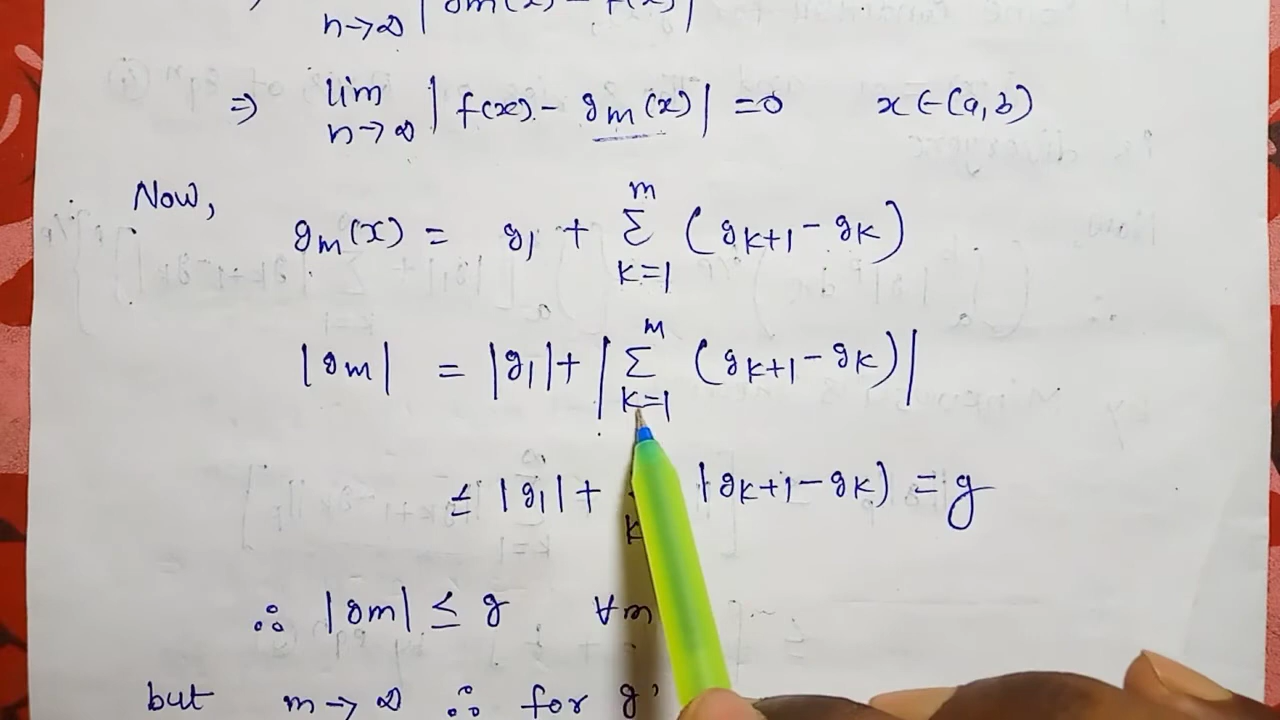 n→∞ |
⇒ lim n→∞ | f(x) - gm(x) | = 0 x ∈ (a, b)
Now,
gm(x) = g1 + Σ k=1 m (gk+1 - gk)
|gm| = |g1| + | Σ k=1 m (gk+1 - gk) |
≤ |g1| + |gk+1 - gk) = g
∴ |gm| ≤ g ∀m
but m→∞ ∴ for g